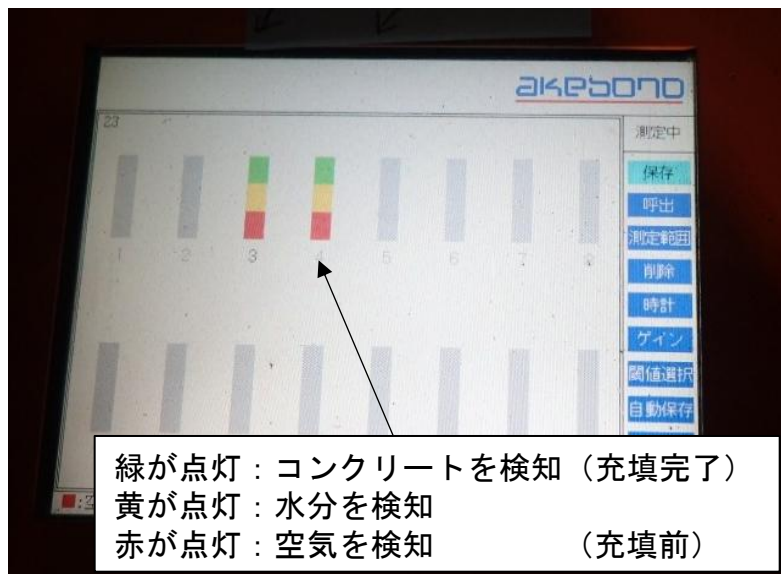 akebono
23
測定中
保存
呼出
測定範囲
削除
時計
ゲイン
閾値選択
自動保存
1 2 3 4 5 6 7 8
緑が点灯：コンクリートを検知（充填完了）
黄が点灯：水分を検知
赤が点灯：空気を検知　　　　（充填前）